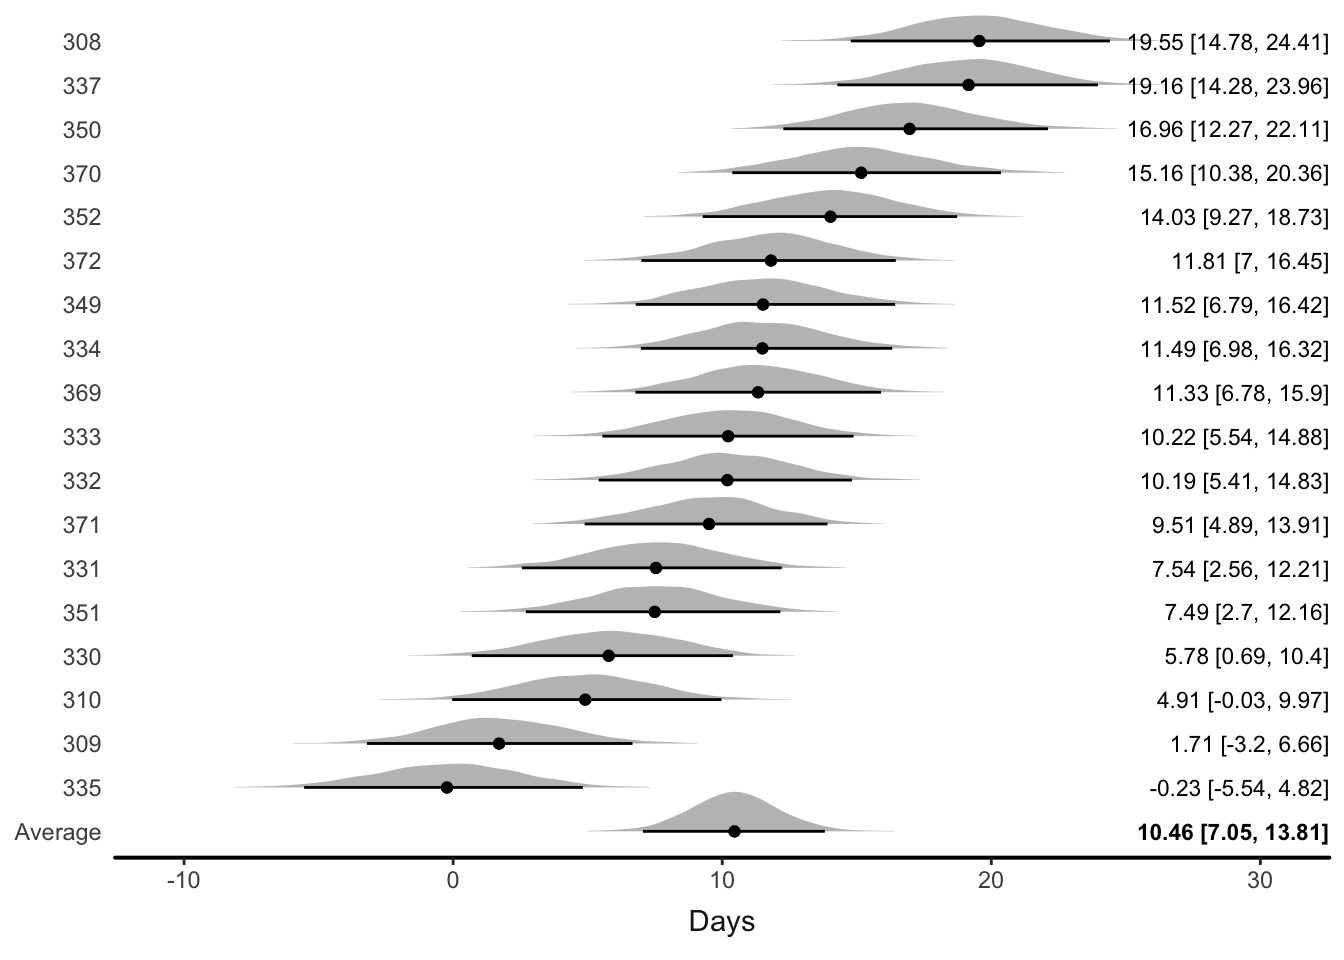 308 19.55 [14.78, 24.41]
337 19.16 [14.28, 23.96]
350 16.96 [12.27, 22.11]
370 15.16 [10.38, 20.36]
352 14.03 [9.27, 18.73]
372 11.81 [7, 16.45]
349 11.52 [6.79, 16.42]
334 11.49 [6.98, 16.32]
369 11.33 [6.78, 15.9]
333 10.22 [5.54, 14.88]
332 10.19 [5.41, 14.83]
371 9.51 [4.89, 13.91]
331 7.54 [2.56, 12.21]
351 7.49 [2.7, 12.16]
330 5.78 [0.69, 10.4]
310 4.91 [-0.03, 9.97]
309 1.71 [-3.2, 6.66]
335 -0.23 [-5.54, 4.82]
Average 10.46 [7.05, 13.81]
-10 0 10 20 30
Days